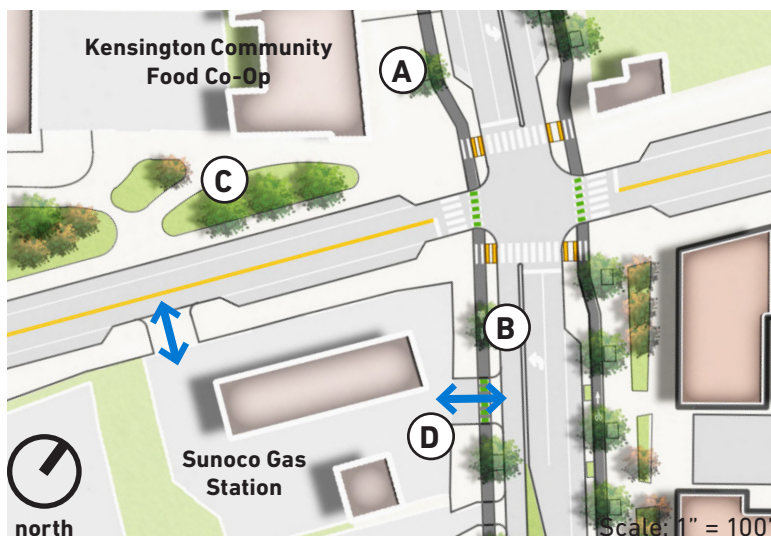 Kensington Community
Food Co-Op
A
C
B
D
Sunoco Gas
Station
north
Scale: 1" = 100'